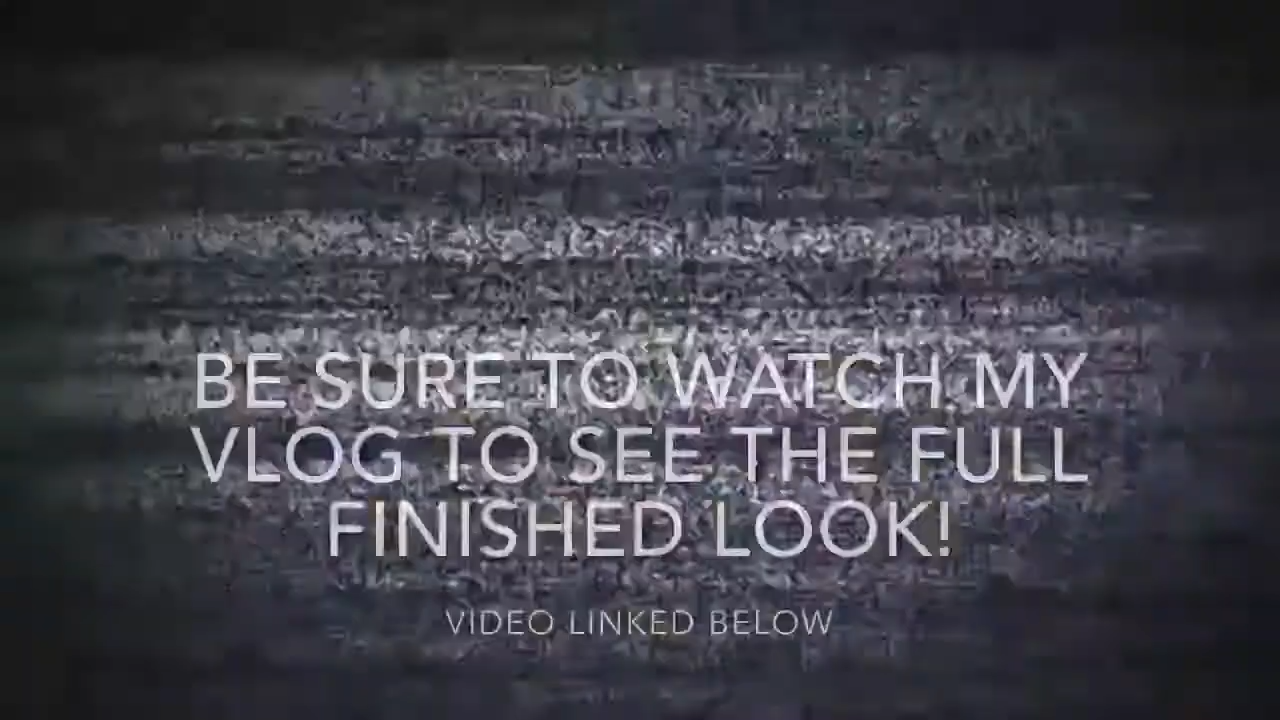 BE SURE TO WATCH MY
VLOG TO SEE THE FULL
FINISHED LOOK!
VIDEO LINKED BELOW